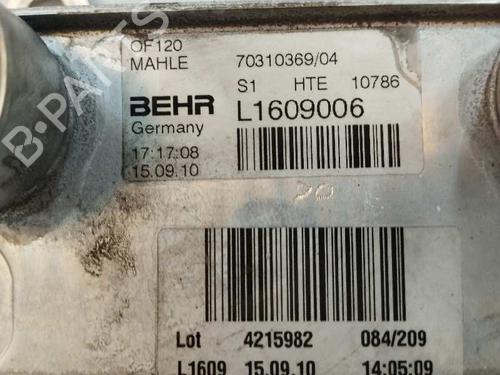 OF120
MAHLE 70310369/04
S1 HTE 10786
BEHR L1609006
Germany
17:17:08
15.09.10
Lot 4215982 084/209
L1609 15.09.10 14:05:09
B-PARTS